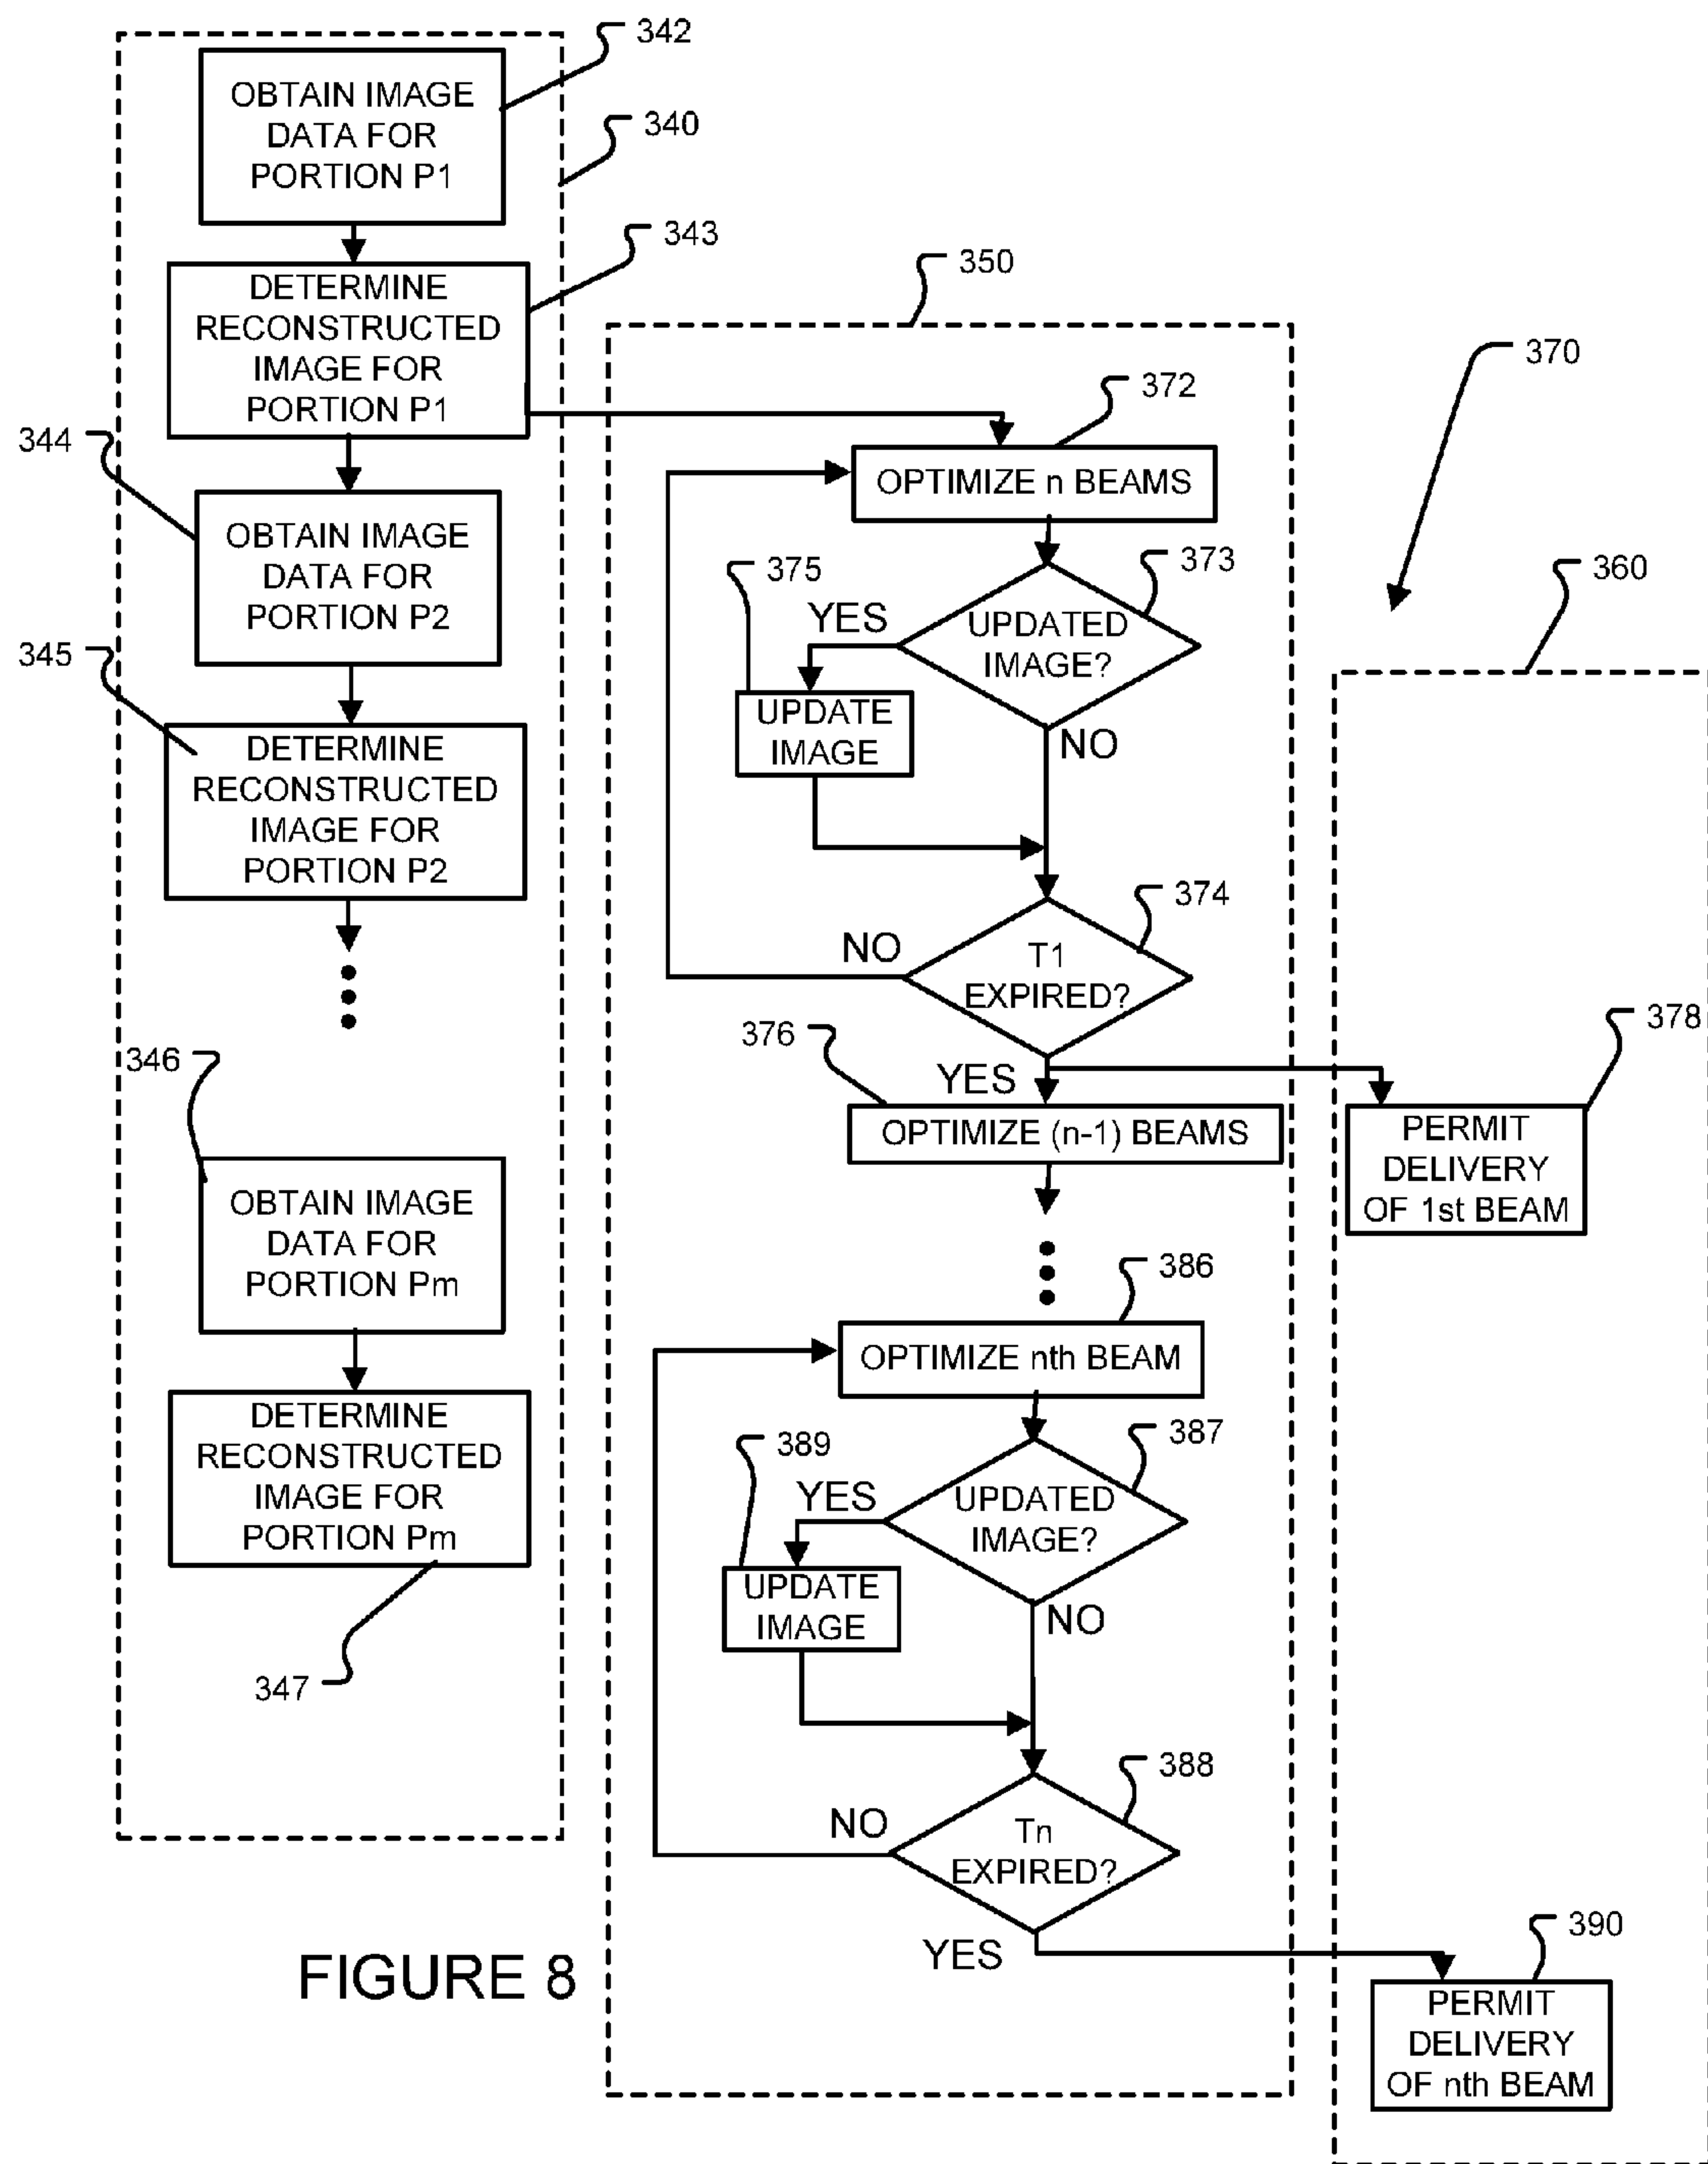 342
OBTAIN IMAGE
DATA FOR
PORTION P1
340
343
DETERMINE
RECONSTRUCTED
IMAGE FOR
PORTION P1
344
OBTAIN IMAGE
DATA FOR
PORTION P2
345
DETERMINE
RECONSTRUCTED
IMAGE FOR
PORTION P2
346
OBTAIN IMAGE
DATA FOR
PORTION Pm
DETERMINE
RECONSTRUCTED
IMAGE FOR
PORTION Pm
347
350
370
372
OPTIMIZE n BEAMS
373
375
YES
UPDATED
IMAGE?
UPDATE
IMAGE
NO
374
NO
T1
EXPIRED?
376
YES
OPTIMIZE (n-1) BEAMS
386
OPTIMIZE nth BEAM
387
389
YES
UPDATED
IMAGE?
UPDATE
IMAGE
NO
388
NO
Tn
EXPIRED?
YES
360
378
PERMIT
DELIVERY
OF 1st BEAM
390
PERMIT
DELIVERY
OF nth BEAM
FIGURE 8